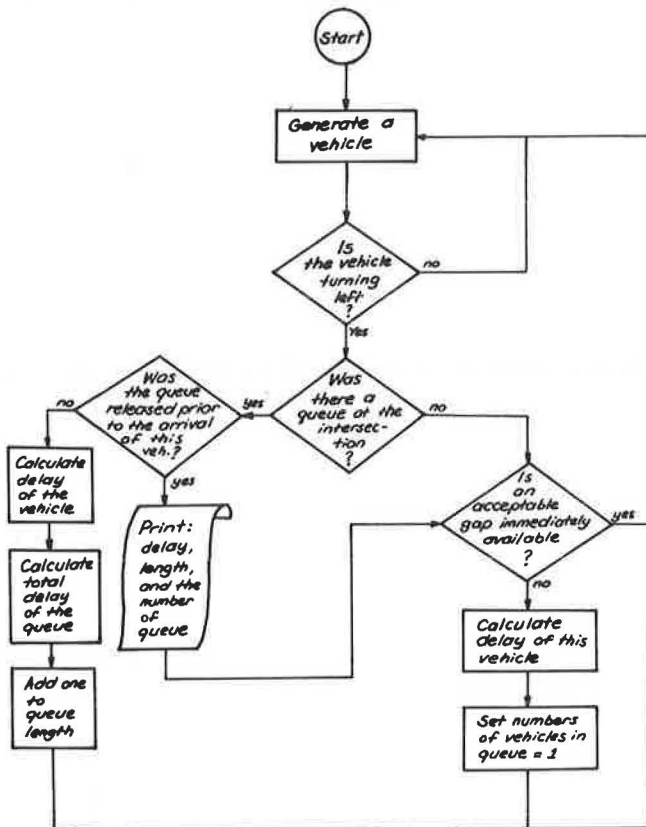 Start
Generate a
vehicle
Is
the vehicle
turning
left
?
no
Yes
Was
there a
queue at the
intersec-
tion
?
yes
no
Was
the queue
released prior
to the arrival
of this
veh.?
no
yes
Calculate
delay
of the
vehicle
Calculate
total
delay
of the
queue
Add one
to
queue
length
Print:
delay,
length,
and the
number
of
queue
Is
an
acceptable
gap immediately
available
?
yes
no
Calculate
delay of this
vehicle
Set numbers
of vehicles in
queue = 1